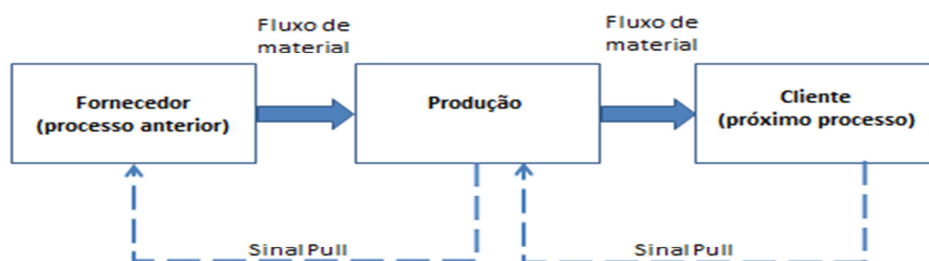 Fluxo de
material
Fluxo de
material
Fornecedor
(processo anterior)
Produção
Cliente
(próximo processo)
Sinal Pull
Sinal Pull